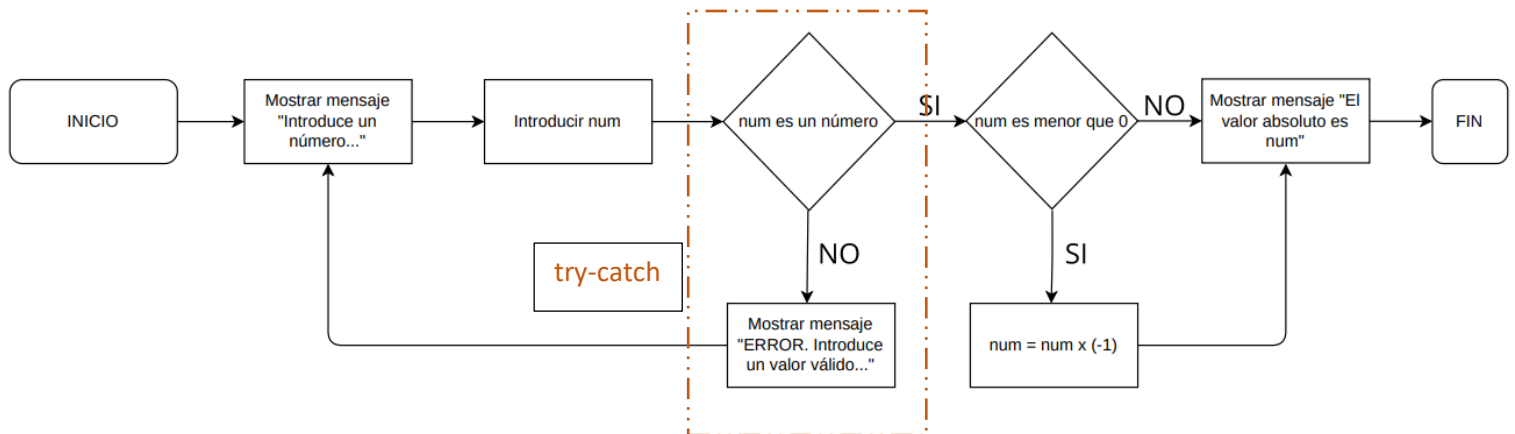 INICIO
Mostrar mensaje
"Introduce un
número..."
Introducir num
num es un número
SI
num es menor que 0
NO
Mostrar mensaje "El
valor absoluto es
num"
FIN
NO
SI
try-catch
Mostrar mensaje
"ERROR. Introduce
un valor válido..."
num = num x (-1)